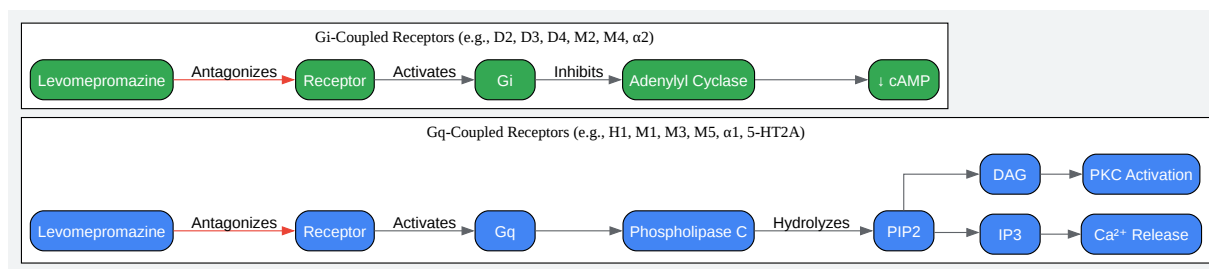 Gi-Coupled Receptors (e.g., D2, D3, D4, M2, M4, α2)
Levomepromazine
Antagonizes
Receptor
Activates
Gi
Inhibits
Adenylyl Cyclase
↓ cAMP
Gq-Coupled Receptors (e.g., H1, M1, M3, M5, α1, 5-HT2A)
Levomepromazine
Antagonizes
Receptor
Activates
Gq
Phospholipase C
Hydrolyzes
PIP2
DAG
PKC Activation
IP3
Ca²⁺ Release